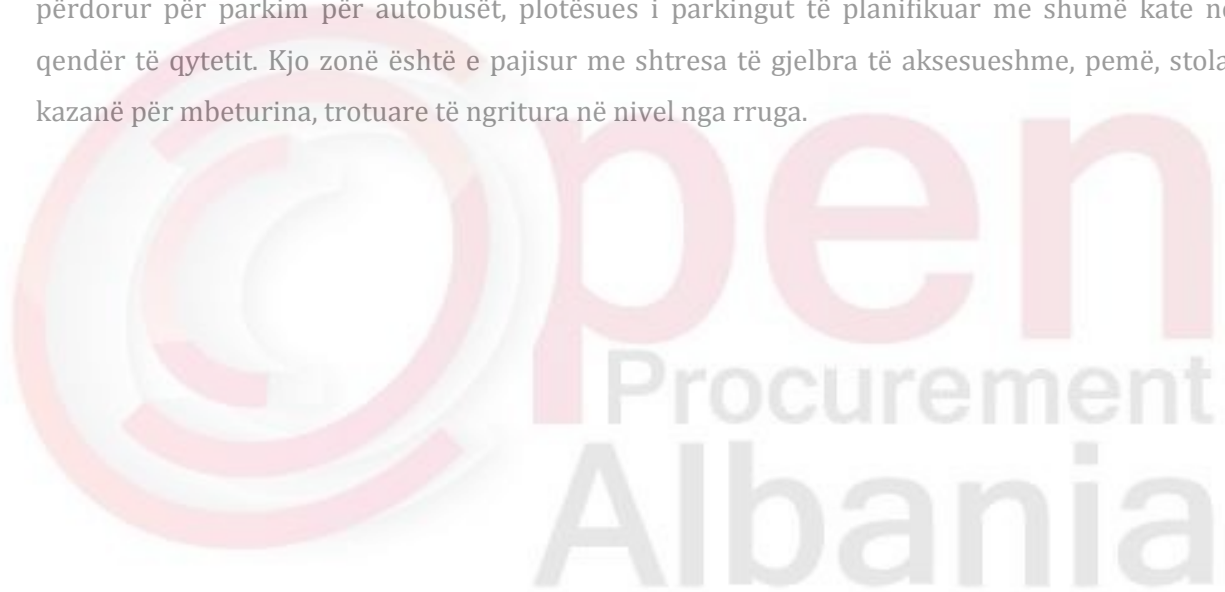 përdorur për parkim për autobusët, plotësues i parkingut të planifikuar me shumë kate në
qendër të qytetit. Kjo zonë është e pajisur me shtresa të gjelbra të aksesueshme, pemë, stola
kazanë për mbeturina, trotuare të ngritura në nivel nga rruga.
Open
Procurement
Albania